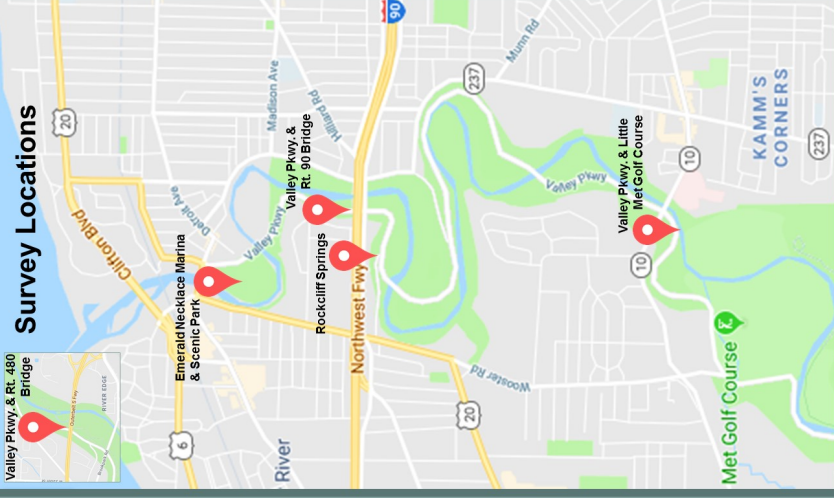 Survey Locations
Valley Pkwy. & Rt. 480
Bridge
RIVER EDGE
Emerald Necklace Marina
& Scenic Park
Rockcliff Springs
Valley Pkwy. &
Rt. 90 Bridge
Valley Pkwy. & Little
Met Golf Course
20
Clifton Blvd
6
Detroit Ave
Madison Ave
Hilliard Rd
Valley Pkwy
River
Northwest Fwy
90
237
Munn Rd
Wooster Rd
20
Valley Pkwy
10
10
KAMM'S
CORNERS
237
Met Golf Course